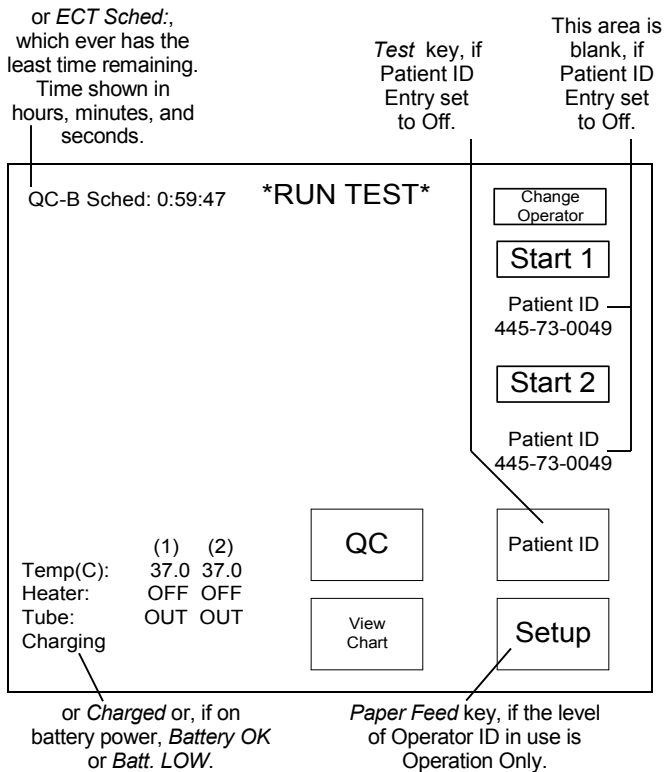 or ECT Sched:,
which ever has the
least time remaining.
Time shown in
hours, minutes, and
seconds.
Test key, if
Patient ID
Entry set
to Off.
This area is
blank, if
Patient ID
Entry set
to Off.
QC-B Sched: 0:59:47
*RUN TEST*
Change
Operator
Start 1
Patient ID
445-73-0049
Start 2
Patient ID
445-73-0049
(1) (2)
Temp(C): 37.0 37.0
Heater: OFF OFF
Tube: OUT OUT
Charging
QC
Patient ID
View
Chart
Setup
or Charged or, if on
battery power, Battery OK
or Batt. LOW.
Paper Feed key, if the level
of Operator ID in use is
Operation Only.